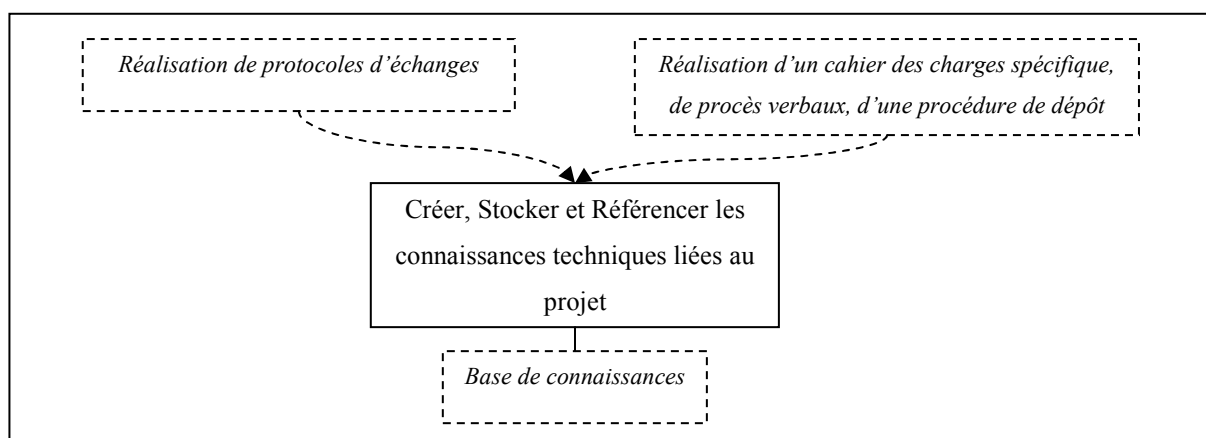 Réalisation de protocoles d’échanges
Réalisation d’un cahier des charges spécifique,
de procès verbaux, d’une procédure de dépôt
Créer, Stocker et Référencer les
connaissances techniques liées au
projet
Base de connaissances